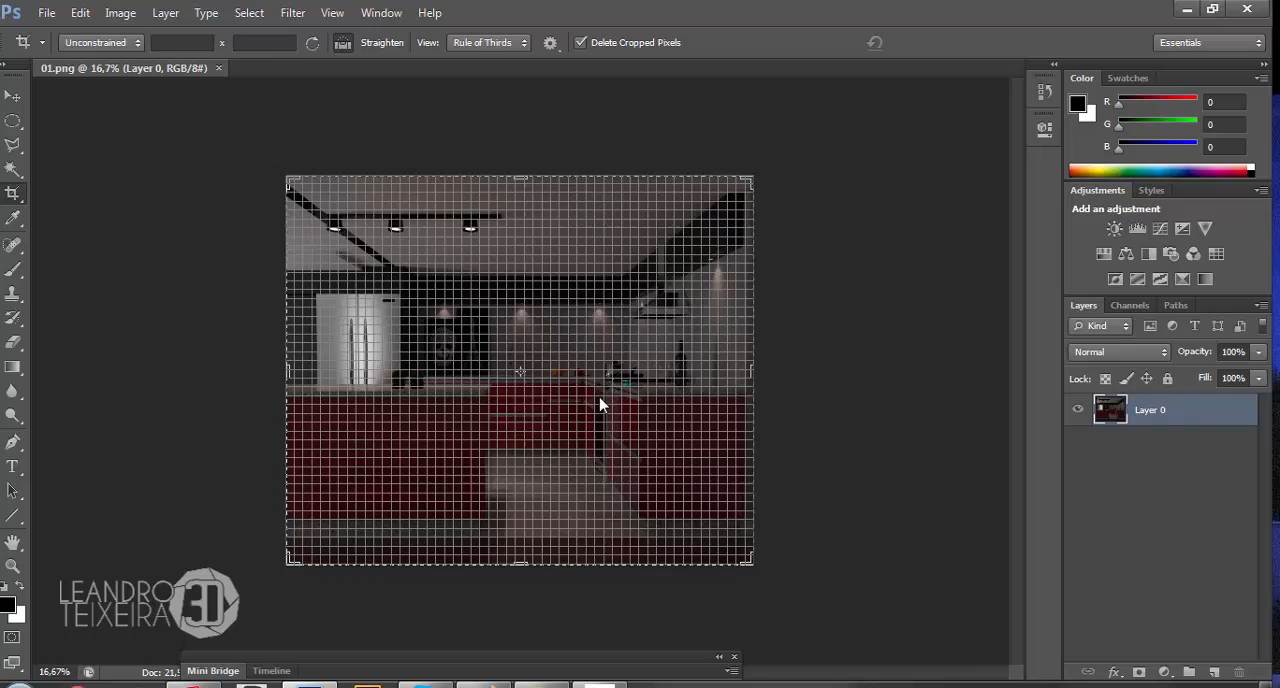 Ps File Edit Image Layer Type Select Filter View Window Help
Unconstrained x Straighten View: Rule of Thirds Delete Cropped Pixels Essentials
01.png @ 16,7% (Layer 0, RGB/8#) ×
Color Swatches
R 0
G 0
B 0
Adjustments Styles
Add an adjustment
Layers Channels Paths
Kind
Normal Opacity: 100%
Lock: Fill: 100%
Layer 0
LEANDRO
TEIXEIRA 3D
16,67% Doc: 21,5
Mini Bridge Timeline